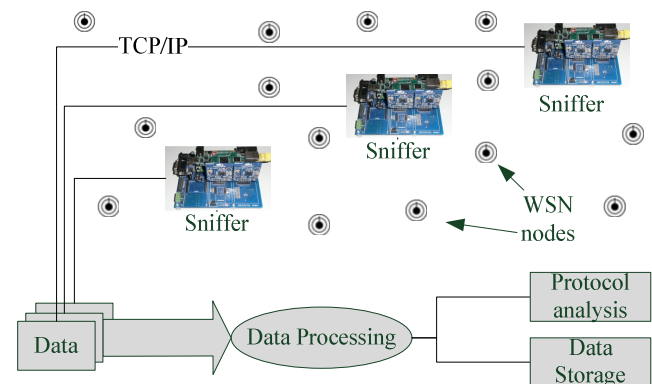 TCP/IP
Sniffer
Sniffer
Sniffer
WSN
nodes
Data
Data Processing
Protocol
analysis
Data
Storage